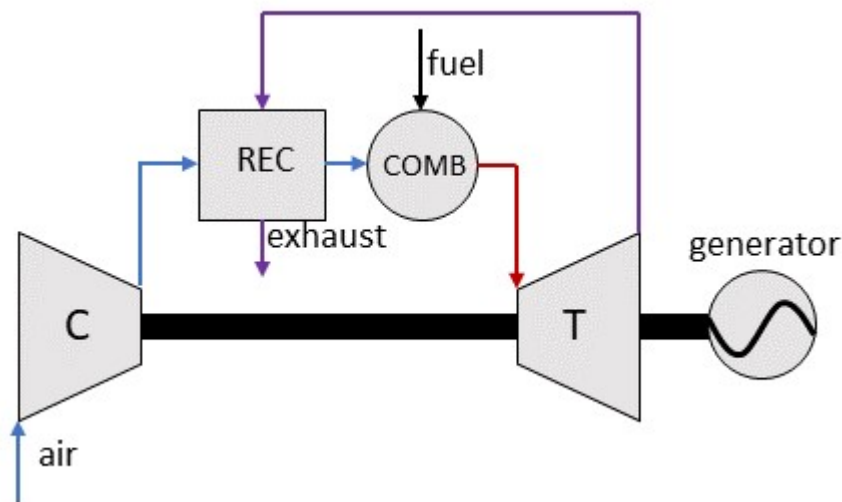 fuel
REC
COMB
exhaust
generator
C
T
air